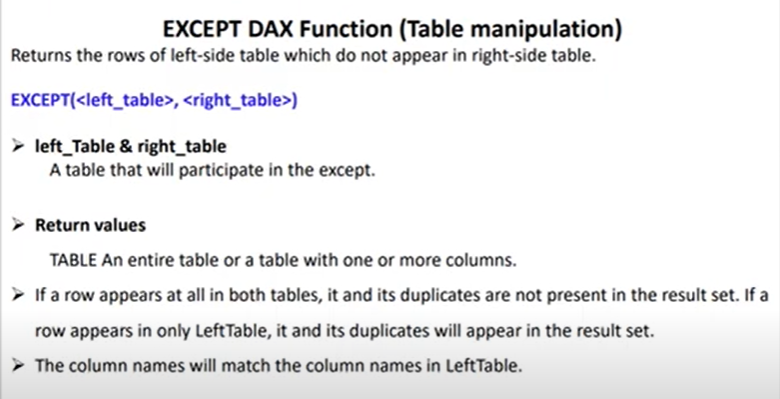 EXCEPT DAX Function (Table manipulation)
Returns the rows of left-side table which do not appear in right-side table.
EXCEPT(<left_table>, <right_table>)
➢ left_Table & right_table
A table that will participate in the except.
➢ Return values
TABLE An entire table or a table with one or more columns.
➢ If a row appears at all in both tables, it and its duplicates are not present in the result set. If a
row appears in only LeftTable, it and its duplicates will appear in the result set.
➢ The column names will match the column names in LeftTable.